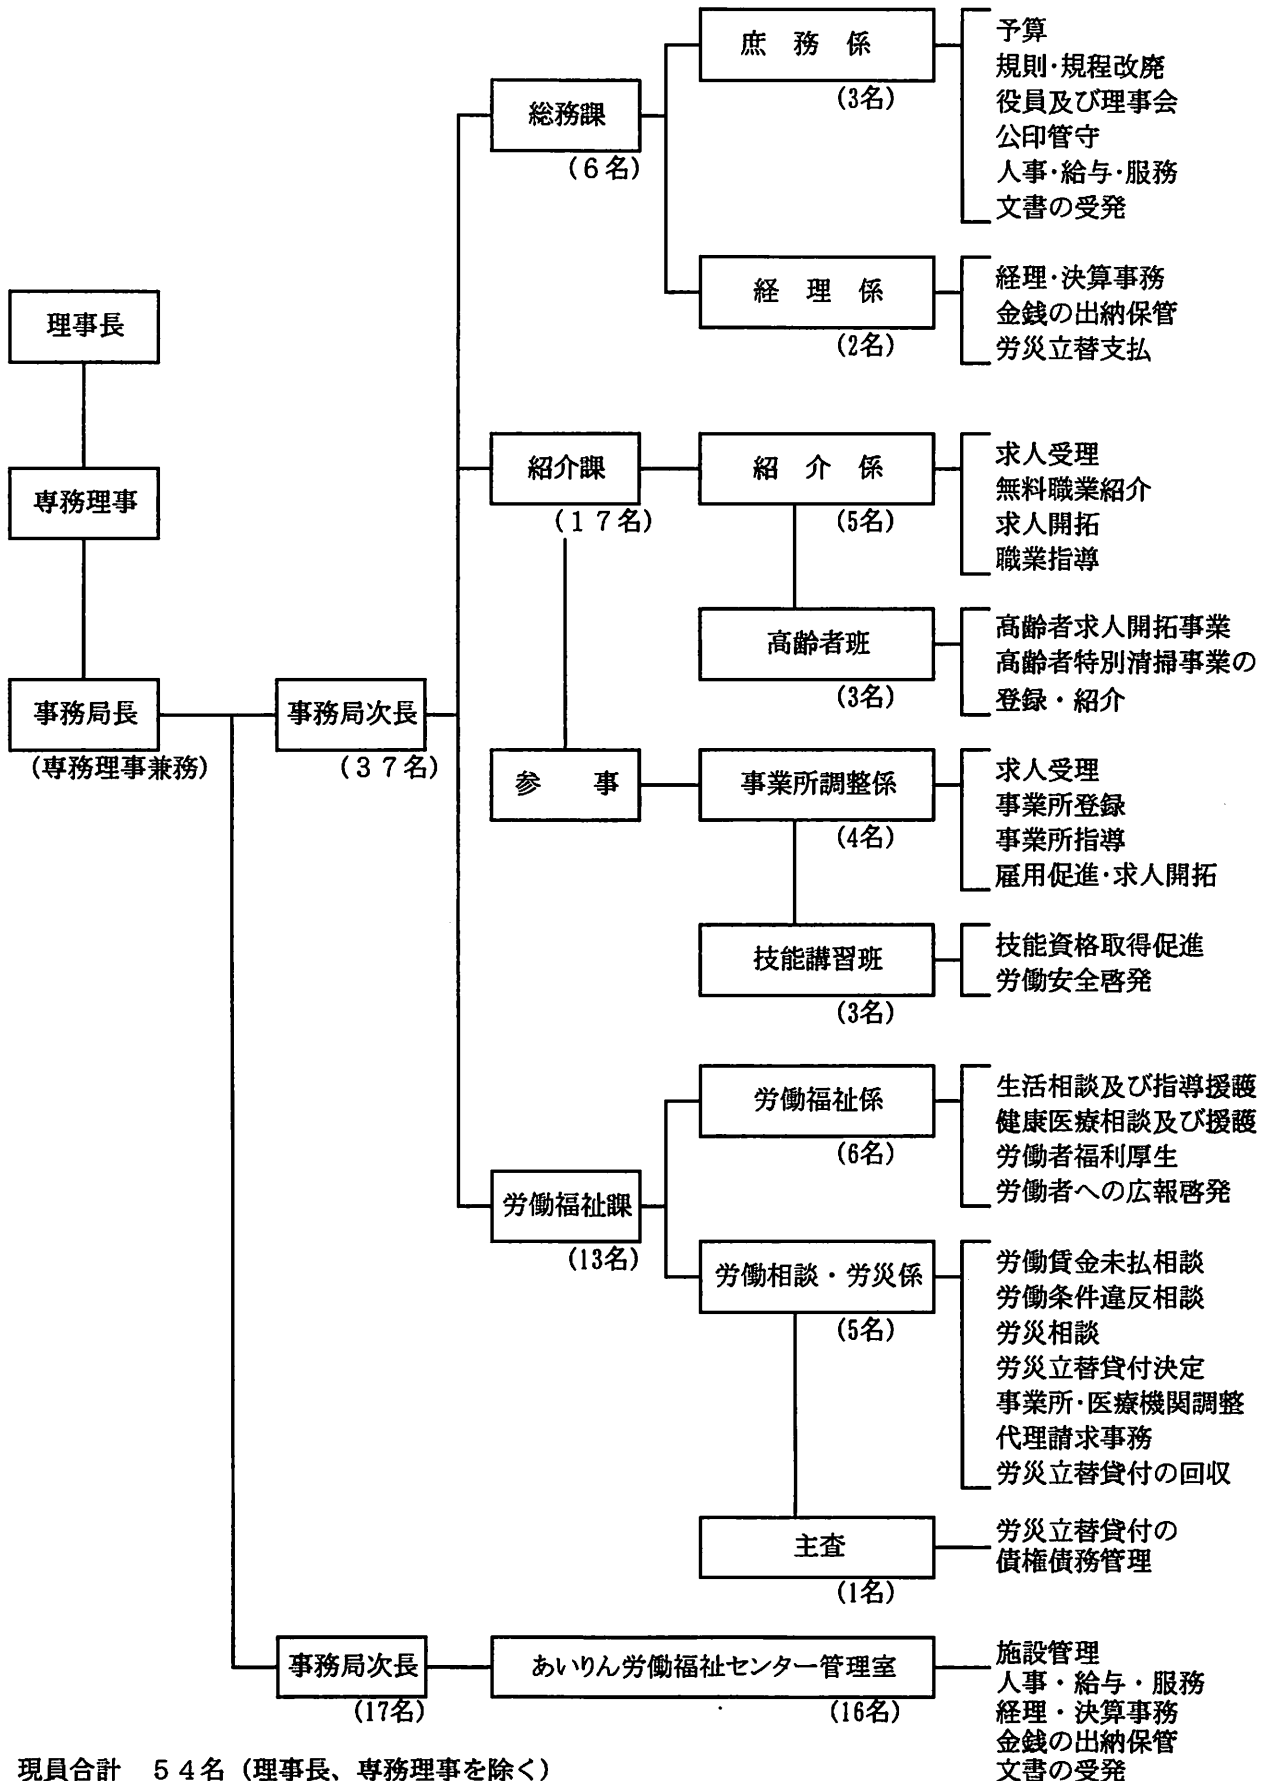 理事長
専務理事
事務局長
(専務理事兼務)
事務局次長
(３７名)
総務課
(６名)
庶務係
(3名)
予算
規則・規程改廃
役員及び理事会
公印管守
人事・給与・服務
文書の受発
経理係
(2名)
経理・決算事務
金銭の出納保管
労災立替支払
紹介課
(１７名)
紹介係
(5名)
求人受理
無料職業紹介
求人開拓
職業指導
高齢者班
(3名)
高齢者求人開拓事業
高齢者特別清掃事業の
登録・紹介
参事
事業所調整係
(4名)
求人受理
事業所登録
事業所指導
雇用促進・求人開拓
技能講習班
(3名)
技能資格取得促進
労働安全啓発
労働福祉課
(13名)
労働福祉係
(6名)
生活相談及び指導援護
健康医療相談及び援護
労働者福利厚生
労働者への広報啓発
労働相談・労災係
(5名)
労働賃金未払相談
労働条件違反相談
労災相談
労災立替貸付決定
事業所・医療機関調整
代理請求事務
労災立替貸付の回収
主査
(1名)
労災立替貸付の
債権債務管理
事務局次長
(17名)
あいりん労働福祉センター管理室
(16名)
施設管理
人事・給与・服務
経理・決算事務
金銭の出納保管
文書の受発
現員合計　５４名（理事長、専務理事を除く）